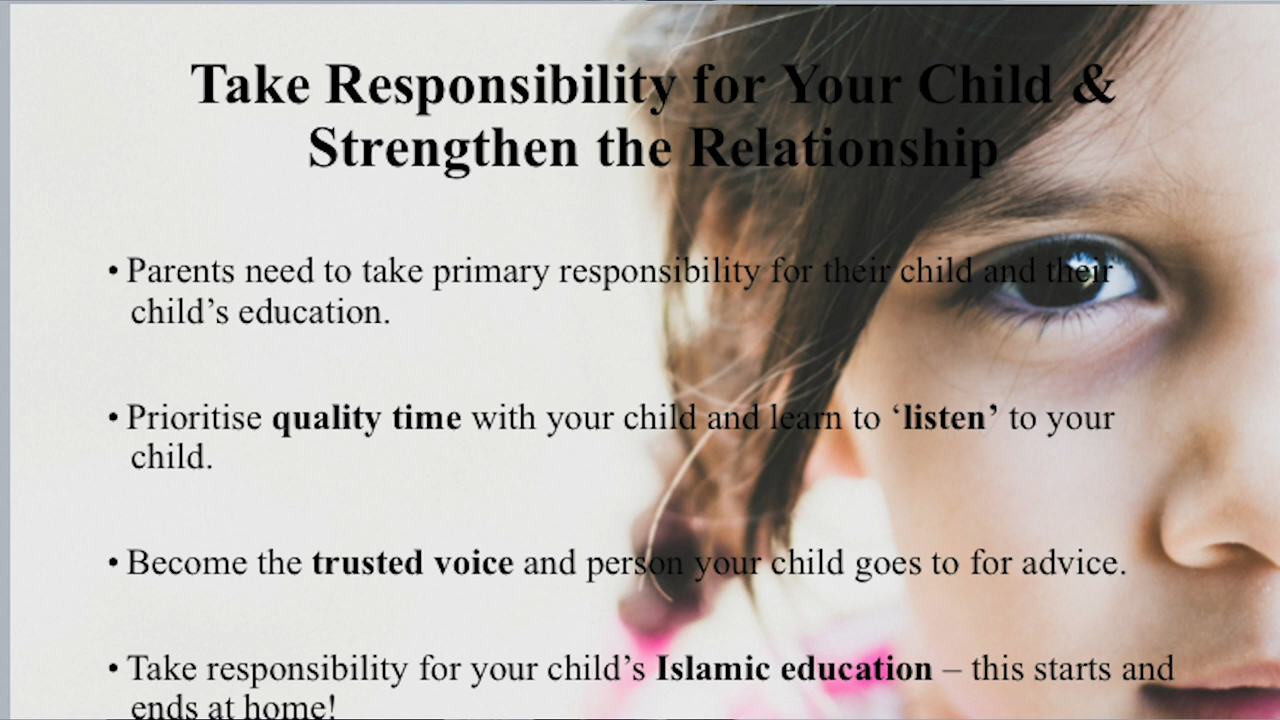 Take Responsibility for Your Child &
Strengthen the Relationship
• Parents need to take primary responsibility for their child and their
child’s education.
• Prioritise quality time with your child and learn to ‘listen’ to your
child.
• Become the trusted voice and person your child goes to for advice.
• Take responsibility for your child’s Islamic education – this starts and
ends at home!